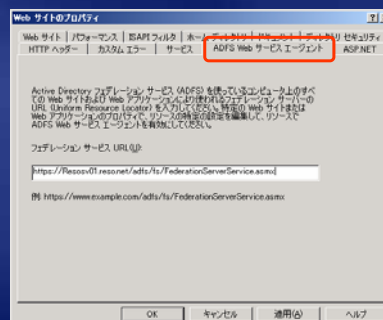 Web サイトのプロパティ
Web サイト | パフォーマンス | ISAPI フィルタ | ホーム ディレクトリ | ドキュメント | ディレクトリ セキュリティ
HTTP ヘッダー | カスタム エラー | サービス | ADFS Web サービス エージェント | ASP.NET
Active Directory フェデレーション サービス (ADFS) を使っているコンピュータ上のすべ
ての Web サイトおよび Web アプリケーションにより使われるフェデレーション サーバーの
URL (Uniform Resource Locator) を入力してください。特定の Web サイトまたは
Web アプリケーションのプロパティで、リソースの特定の設定を編集して、リソースで
ADFS Web サービス エージェントを有効にしてください。
フェデレーション サービス URL(U):
https://Resosv01.reso.net/adfs/fs/FederationServerService.asmx
例: https://www.example.com/adfs/fs/FederationServerService.asmx
OK キャンセル 適用(A) ヘルプ